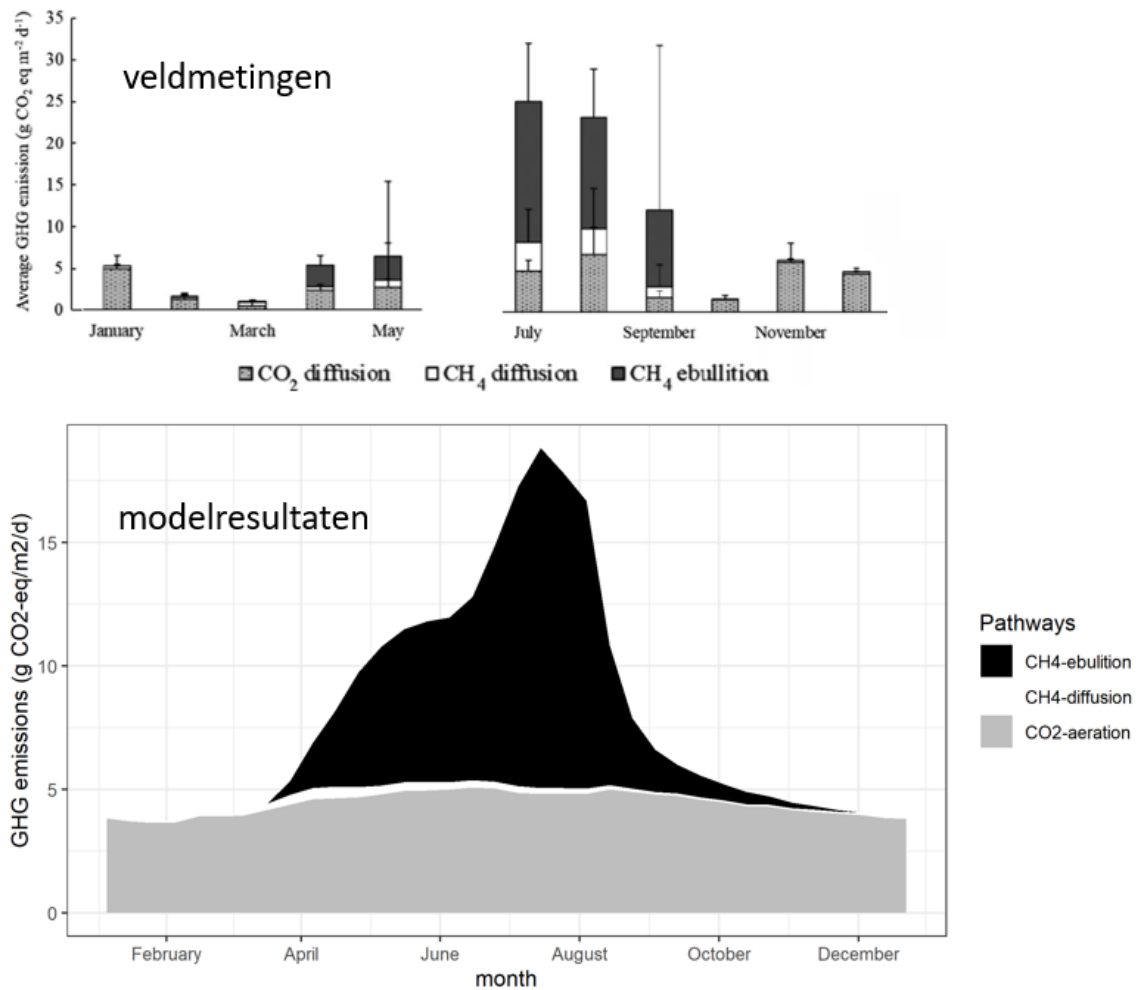 35
30
25
20
15
10
5
0
Average GHG emission (g CO₂ eq m⁻² d⁻¹)
veldmetingen
January March May July September November
CO₂ diffusion CH₄ diffusion CH₄ ebullition
modelresultaten
GHG emissions (g CO2-eq/m2/d)
15
10
5
0
February April June August October December
month
Pathways
CH4-ebulition
CH4-diffusion
CO2-aeration